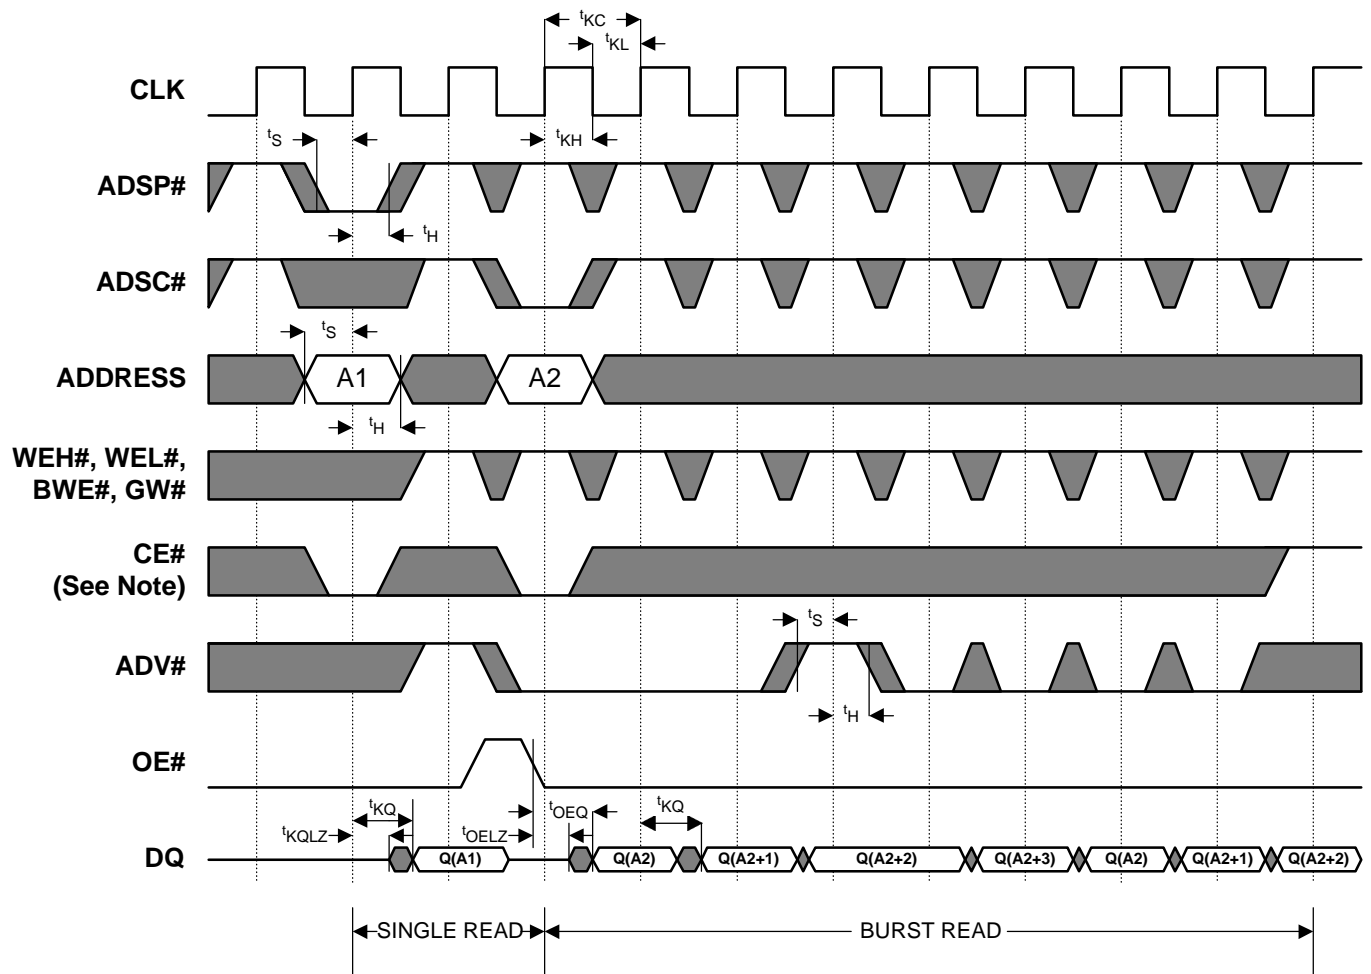 tKC
tKL
CLK
tS
tKH
ADSP#
tH
ADSC#
tS
ADDRESS
A1
A2
tH
WEH#, WEL#,
BWE#, GW#
CE#
(See Note)
tS
ADV#
tH
OE#
tKQ
tOEQ
tKQ
tKQLZ
tOELZ
DQ
Q(A1)
Q(A2)
Q(A2+1)
Q(A2+2)
Q(A2+3)
Q(A2)
Q(A2+1)
Q(A2+2)
SINGLE READ
BURST READ